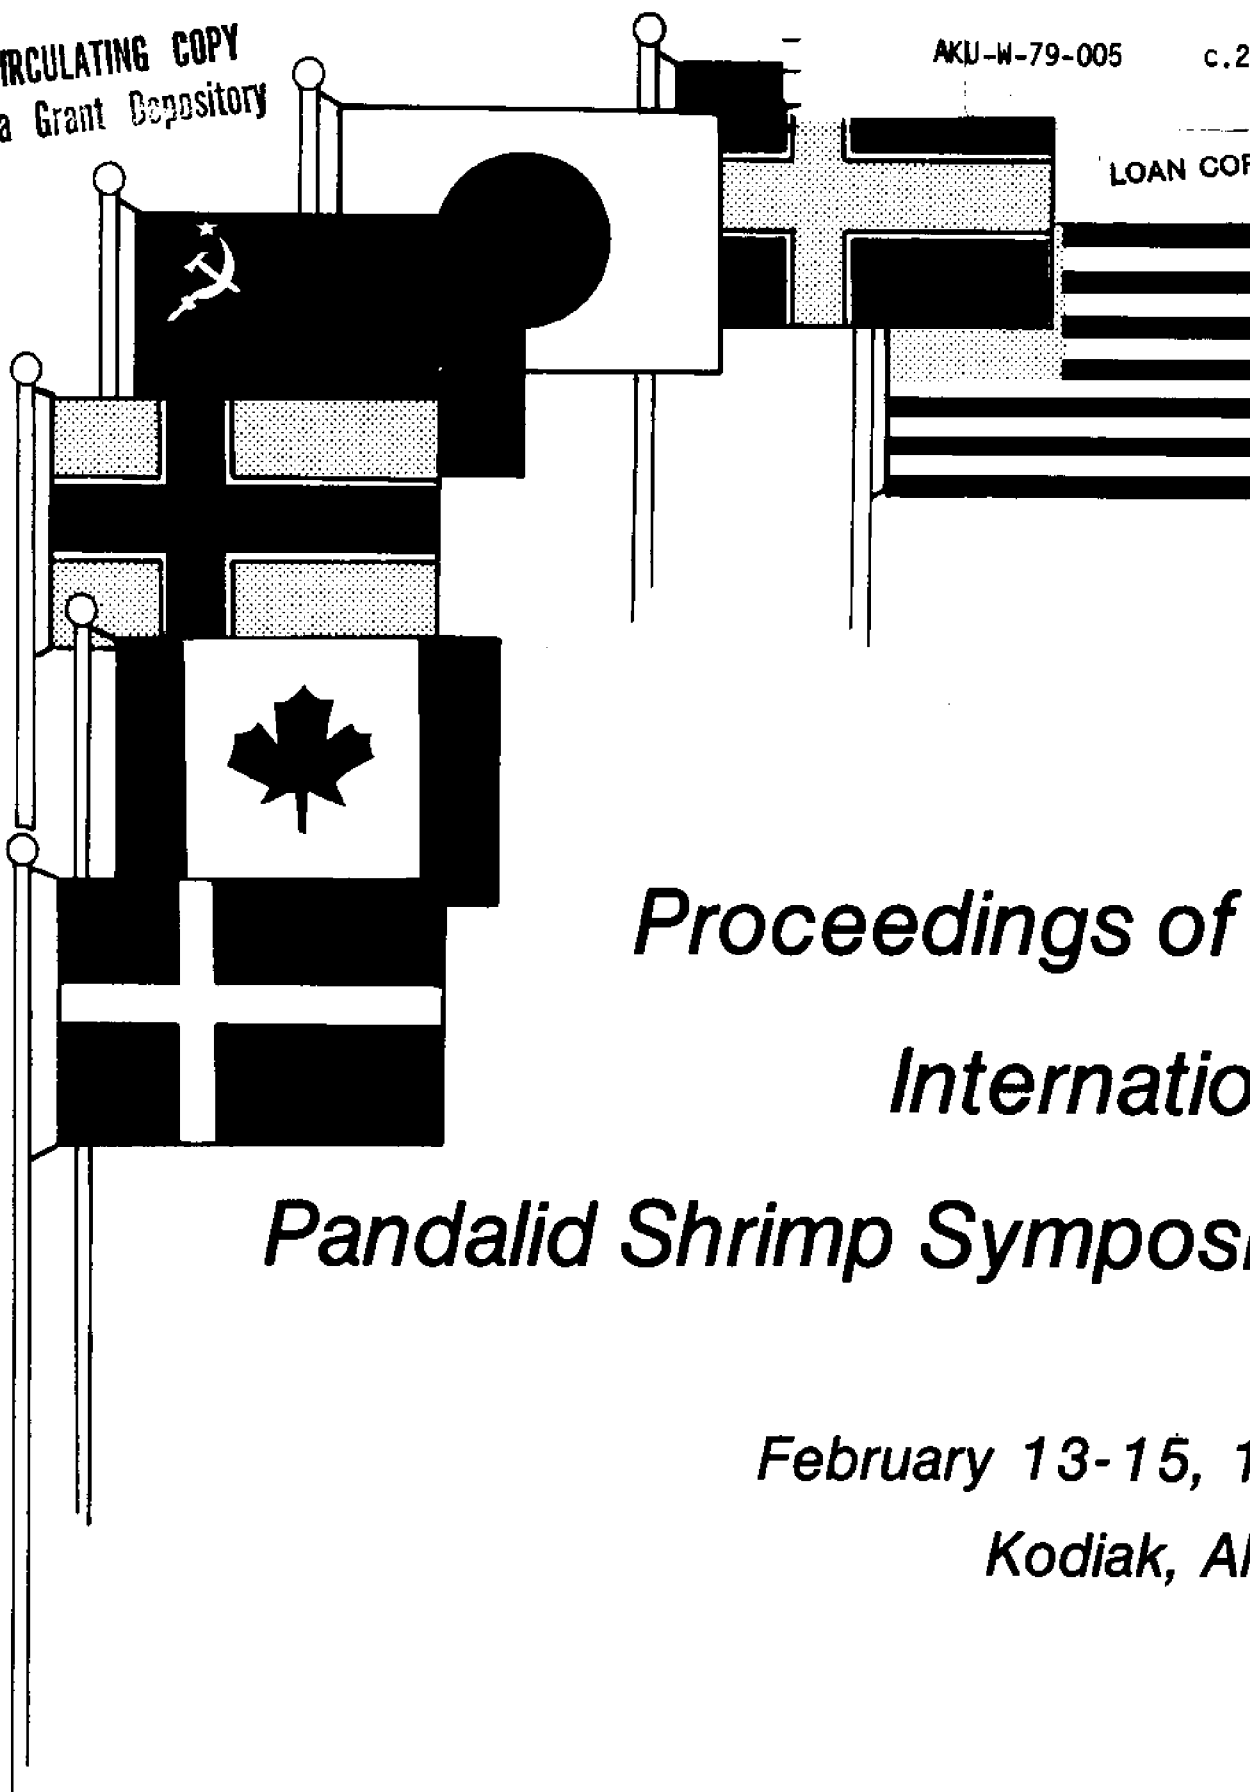 IRCULATING COPY
a Grant Depository
AKU-W-79-005 c.2
LOAN COP
Proceedings of
Internatio
Pandalid Shrimp Symposi
February 13-15, 1
Kodiak, Al